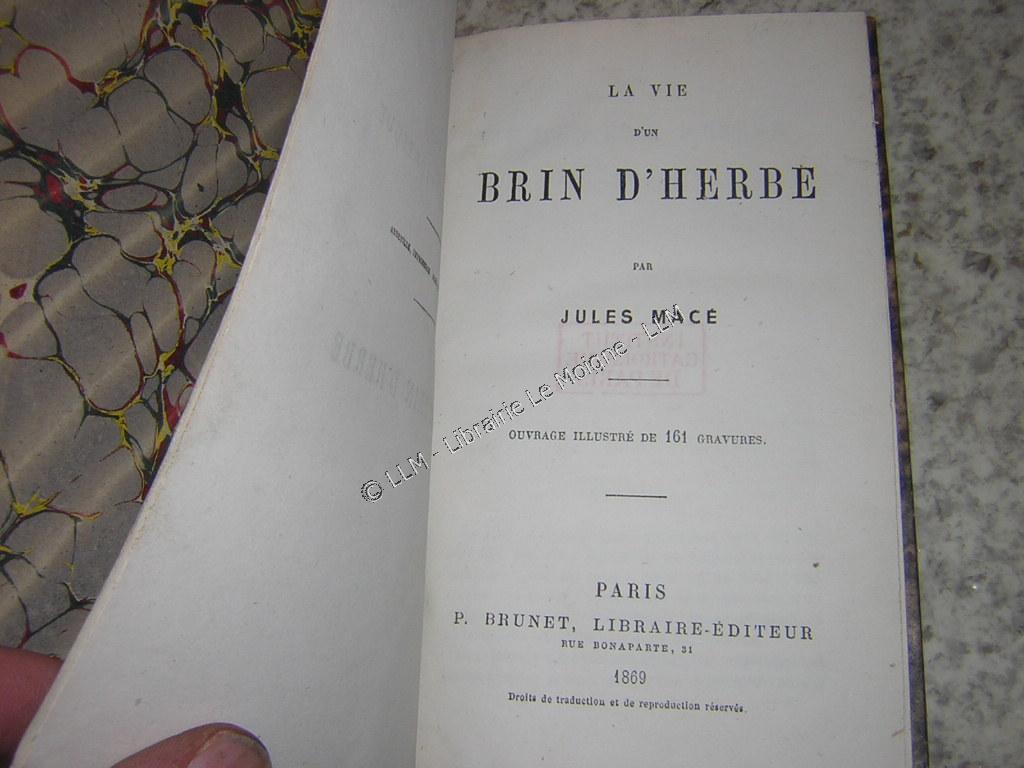 LA VIE
D'UN
BRIN D'HERBE
PAR
JULES MACÉ
OUVRAGE ILLUSTRÉ DE 161 GRAVURES.
© LLM - Librairie Le Moigne - LLM
PARIS
P. BRUNET, LIBRAIRE-ÉDITEUR
RUE BONAPARTE, 31
1869
Droits de traduction et de reproduction réservés.